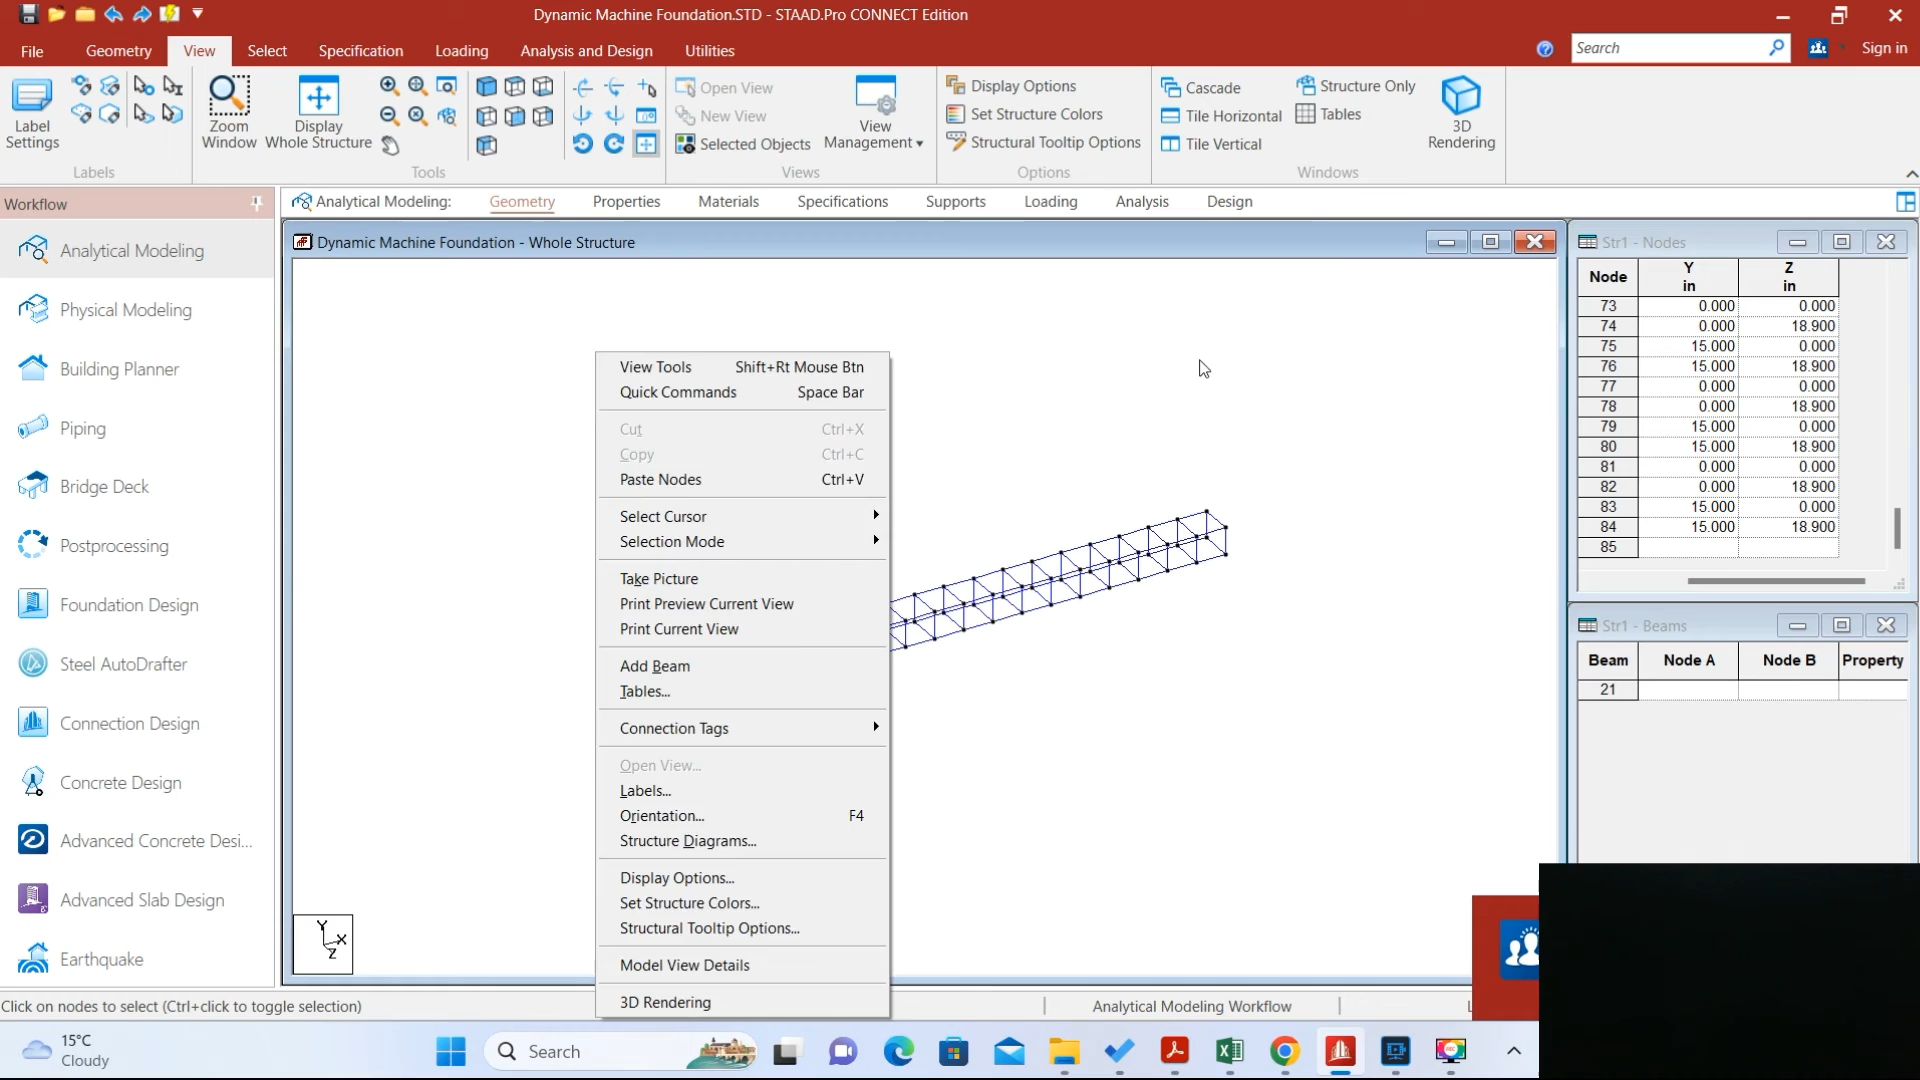 Dynamic Machine Foundation.STD - STAAD.Pro CONNECT Edition
File Geometry View Select Specification Loading Analysis and Design Utilities Search Sign in
Label Settings
Zoom Window
Display Whole Structure
Open View
New View
Selected Objects
View Management
Display Options
Set Structure Colors
Structural Tooltip Options
Cascade
Tile Horizontal
Tile Vertical
Structure Only
Tables
3D Rendering
Labels Tools Views Options Windows
Workflow
Analytical Modeling: Geometry Properties Materials Specifications Supports Loading Analysis Design
Analytical Modeling
Physical Modeling
Building Planner
Piping
Bridge Deck
Postprocessing
Foundation Design
Steel AutoDrafter
Connection Design
Concrete Design
Advanced Concrete Desi...
Advanced Slab Design
Earthquake
Dynamic Machine Foundation - Whole Structure
View Tools Shift+Rt Mouse Btn
Quick Commands Space Bar
Cut Ctrl+X
Copy Ctrl+C
Paste Nodes Ctrl+V
Select Cursor
Selection Mode
Take Picture
Print Preview Current View
Print Current View
Add Beam
Tables...
Connection Tags
Open View...
Labels...
Orientation... F4
Structure Diagrams...
Display Options...
Set Structure Colors...
Structural Tooltip Options...
Model View Details
3D Rendering
Y
X
Z
Str1 - Nodes
Node Y in Z in
73 0.000 0.000
74 0.000 18.900
75 15.000 0.000
76 15.000 18.900
77 0.000 0.000
78 0.000 18.900
79 15.000 0.000
80 15.000 18.900
81 0.000 0.000
82 0.000 18.900
83 15.000 0.000
84 15.000 18.900
85
Str1 - Beams
Beam Node A Node B Property
21
Click on nodes to select (Ctrl+click to toggle selection) Analytical Modeling Workflow L
15°C
Cloudy
Search